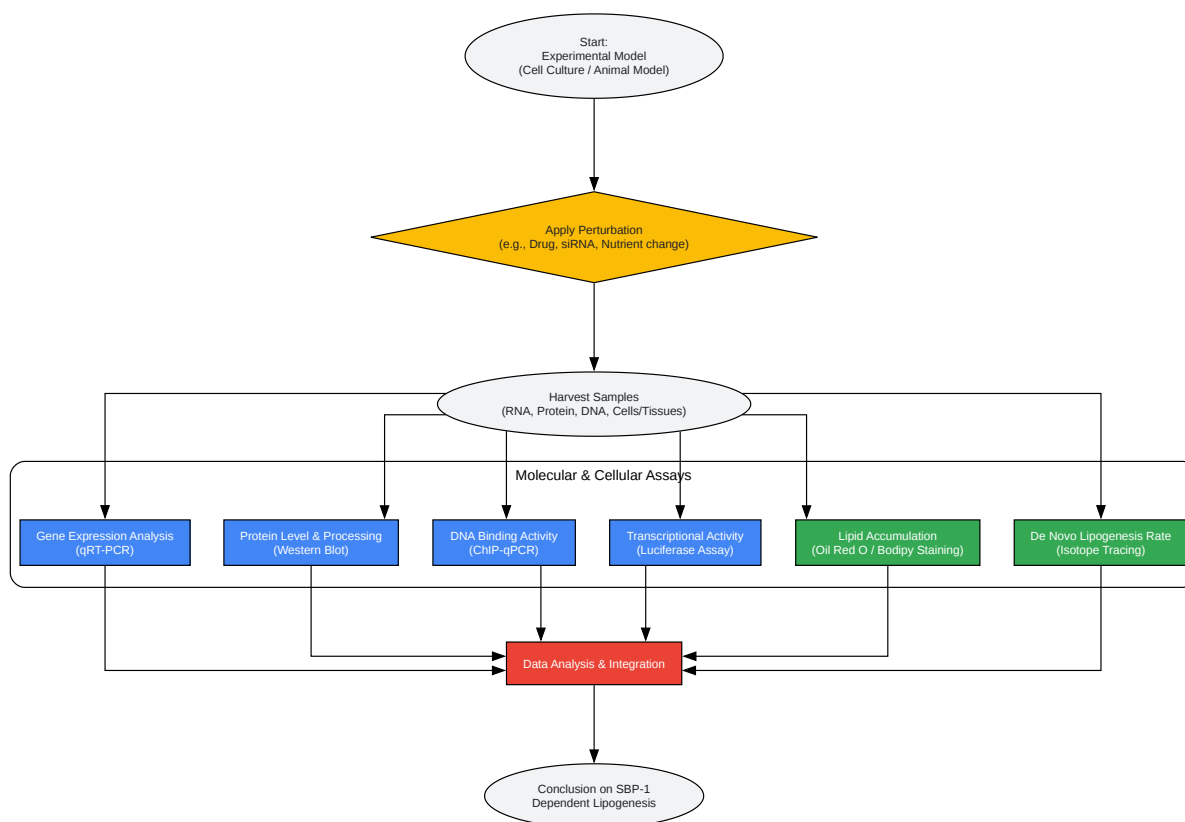 Start:
Experimental Model
(Cell Culture / Animal Model)
Apply Perturbation
(e.g., Drug, siRNA, Nutrient change)
Harvest Samples
(RNA, Protein, DNA, Cells/Tissues)
Molecular & Cellular Assays
Gene Expression Analysis
(qRT-PCR)
Protein Level & Processing
(Western Blot)
DNA Binding Activity
(ChIP-qPCR)
Transcriptional Activity
(Luciferase Assay)
Lipid Accumulation
(Oil Red O / Bodipy Staining)
De Novo Lipogenesis Rate
(Isotope Tracing)
Data Analysis & Integration
Conclusion on SBP-1
Dependent Lipogenesis